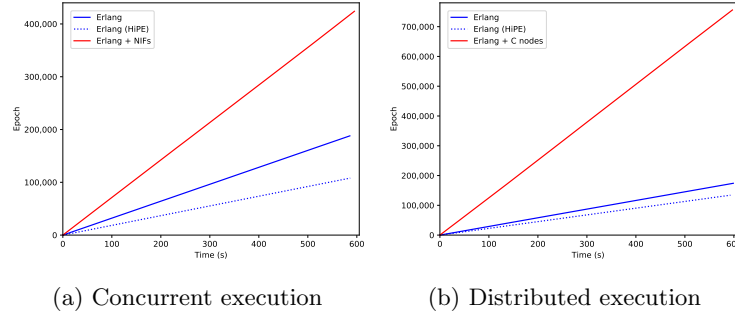 Erlang
Erlang (HiPE)
Erlang + NIFs
400,000
300,000
200,000
100,000
0
Epoch
0 100 200 300 400 500 600
Time (s)
(a) Concurrent execution
Erlang
Erlang (HiPE)
Erlang + C nodes
700,000
600,000
500,000
400,000
300,000
200,000
100,000
0
Epoch
0 100 200 300 400 500 600
Time (s)
(b) Distributed execution